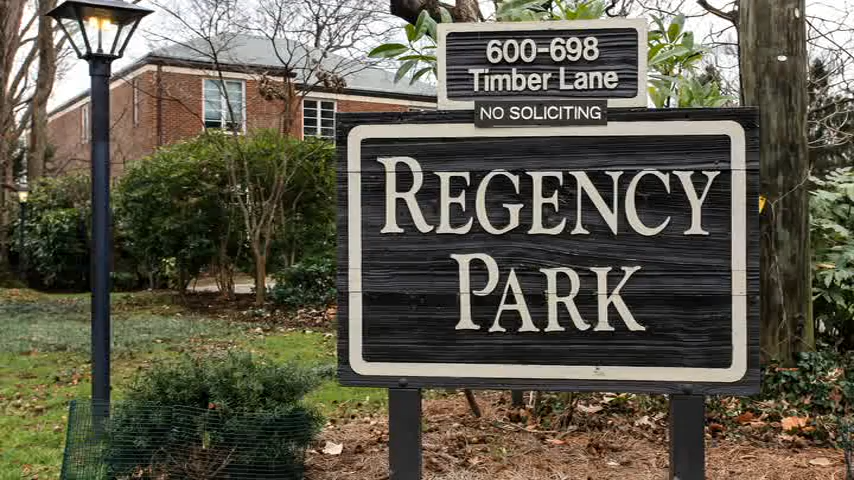 600-698
Timber Lane
NO SOLICITING
REGENCY
PARK